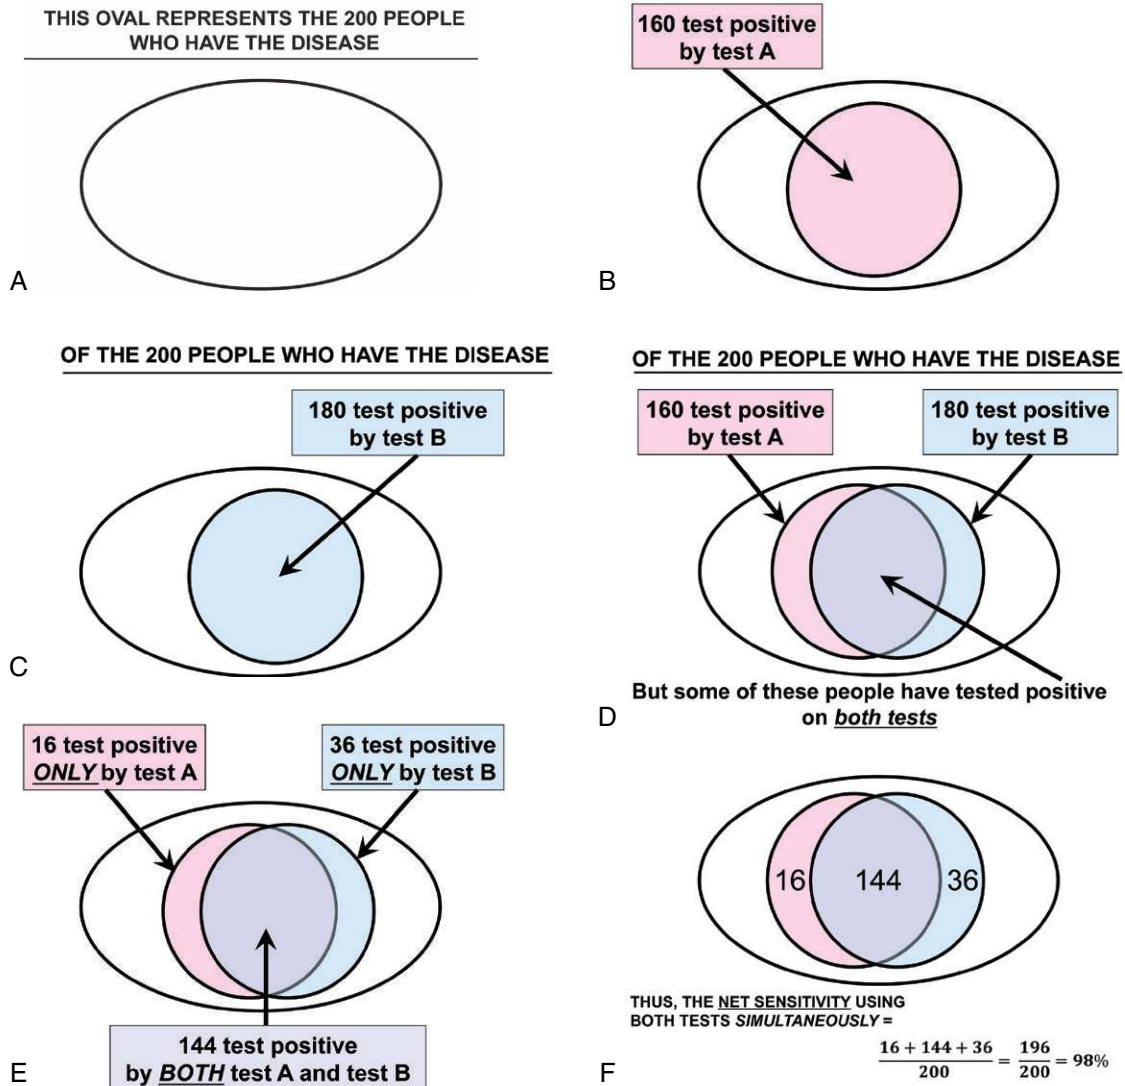 THIS OVAL REPRESENTS THE 200 PEOPLE
WHO HAVE THE DISEASE
A
160 test positive
by test A
B
OF THE 200 PEOPLE WHO HAVE THE DISEASE
180 test positive
by test B
C
OF THE 200 PEOPLE WHO HAVE THE DISEASE
160 test positive
by test A
180 test positive
by test B
But some of these people have tested positive
on both tests
D
16 test positive
ONLY by test A
36 test positive
ONLY by test B
144 test positive
by BOTH test A and test B
E
16 144 36
THUS, THE NET SENSITIVITY USING
BOTH TESTS SIMULTANEOUSLY =
16 + 144 + 36 / 200 = 196 / 200 = 98%
F